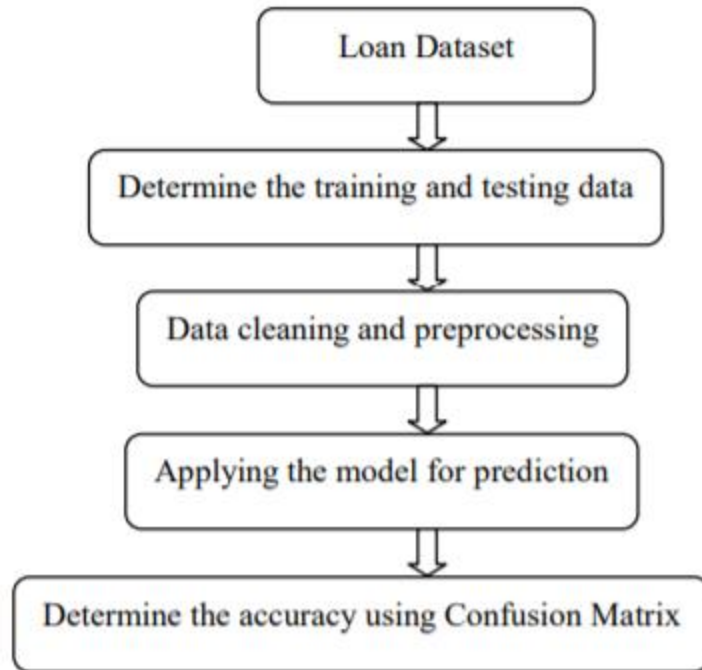 Loan Dataset
Determine the training and testing data
Data cleaning and preprocessing
Applying the model for prediction
Determine the accuracy using Confusion Matrix